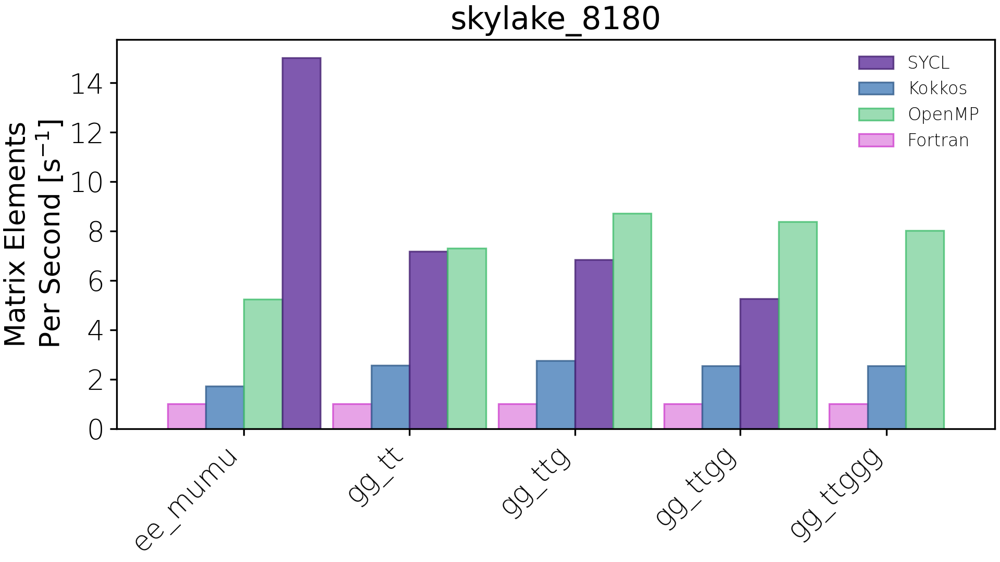 skylake_8180
Matrix Elements
Per Second [s⁻¹]
14
12
10
8
6
4
2
0
SYCL
Kokkos
OpenMP
Fortran
ee_mumu
gg_tt
gg_ttg
gg_ttgg
gg_ttggg